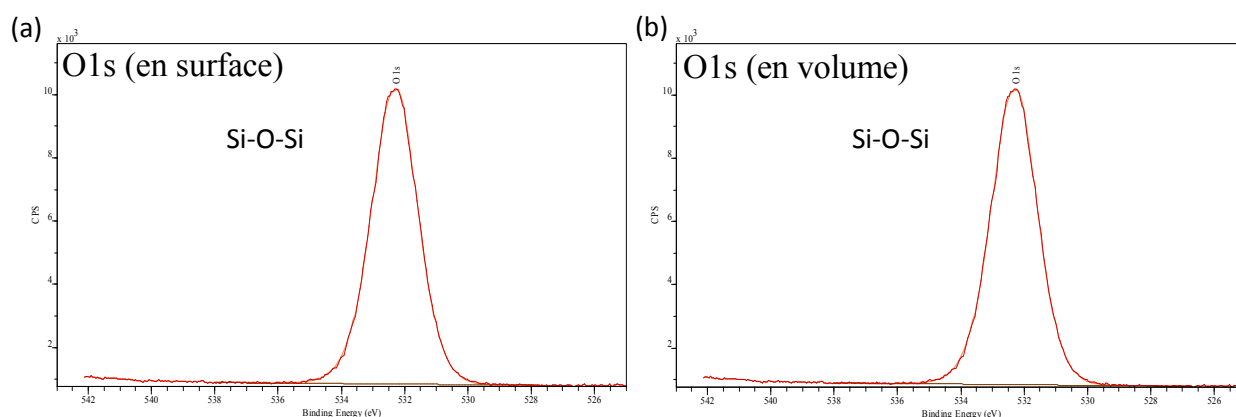 (a)
x 10³
O1s (en surface)
O 1s
Si-O-Si
10
8
6
4
2
CPS
542 540 538 536 534 532 530 528 526
Binding Energy (eV)
(b)
x 10³
O1s (en volume)
O 1s
Si-O-Si
10
8
6
4
2
CPS
542 540 538 536 534 532 530 528 526
Binding Energy (eV)